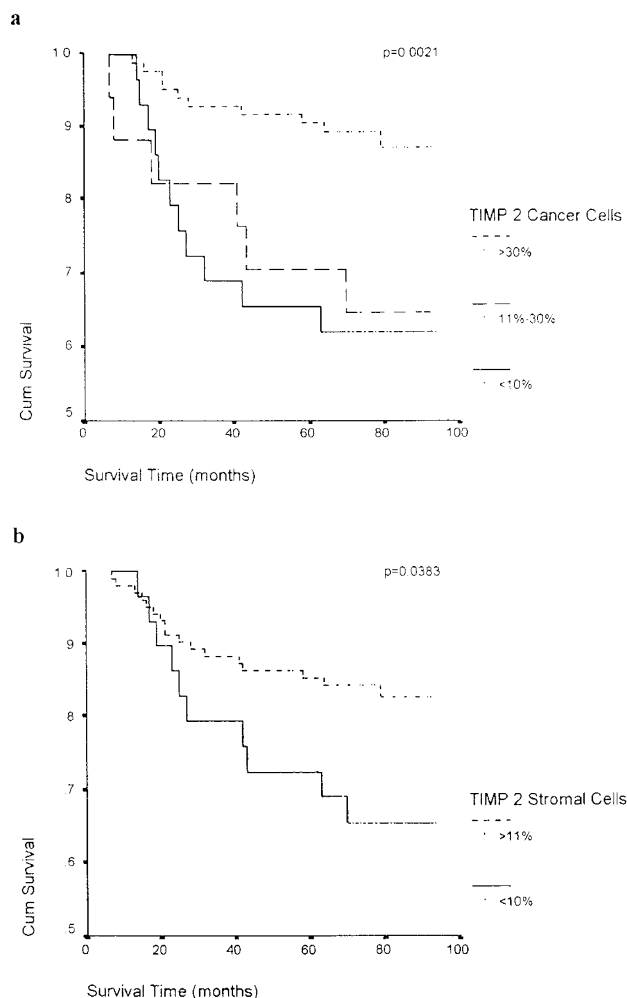 a
p=0.0021
1 0
.9
.8
.7
.6
.5
Cum Survival
0 20 40 60 80 100
Survival Time (months)
TIMP 2 Cancer Cells
>30%
11%-30%
<10%
b
p=0.0383
1 0
.9
.8
.7
.6
.5
Cum Survival
0 20 40 60 80 100
Survival Time (months)
TIMP 2 Stromal Cells
>11%
<10%